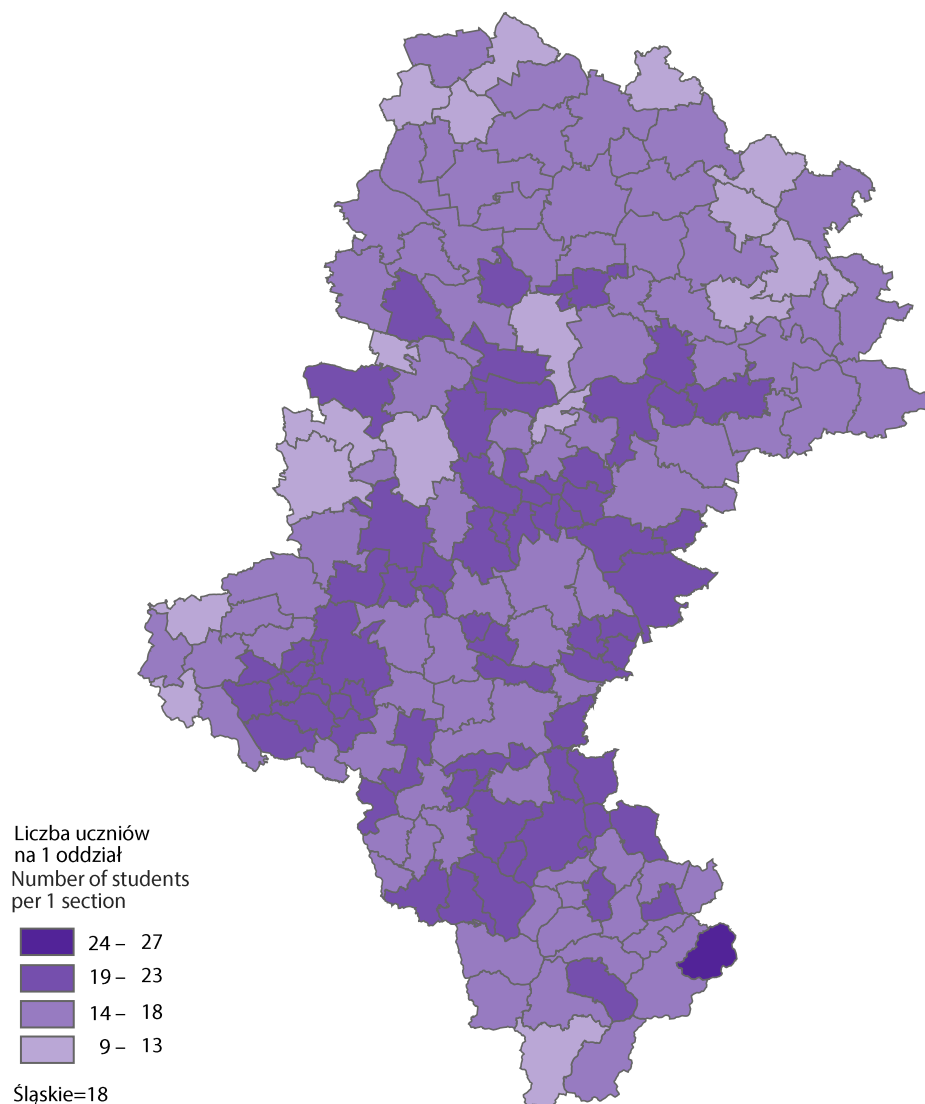 Liczba uczniów
na 1 oddział
Number of students
per 1 section
24 – 27
19 – 23
14 – 18
9 – 13
Śląskie=18